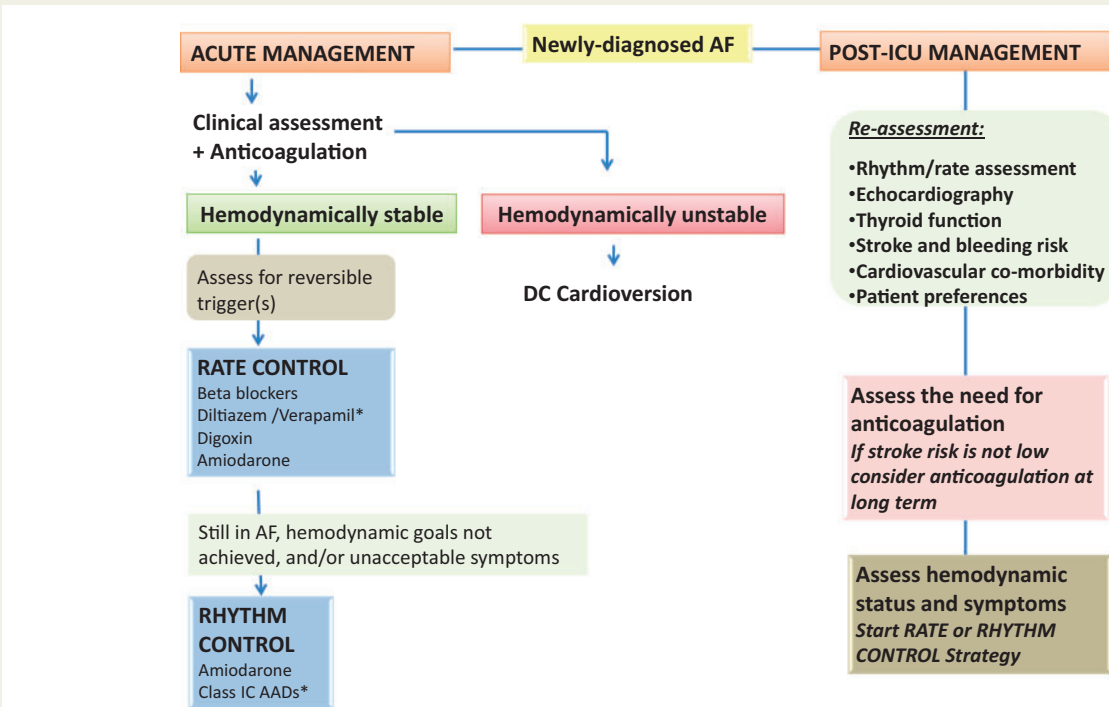 Newly-diagnosed AF
ACUTE MANAGEMENT
Clinical assessment
+ Anticoagulation
Hemodynamically stable
Hemodynamically unstable
Assess for reversible
trigger(s)
DC Cardioversion
RATE CONTROL
Beta blockers
Diltiazem /Verapamil*
Digoxin
Amiodarone
Still in AF, hemodynamic goals not
achieved, and/or unacceptable symptoms
RHYTHM
CONTROL
Amiodarone
Class IC AADs*
POST-ICU MANAGEMENT
Re-assessment:
•Rhythm/rate assessment
•Echocardiography
•Thyroid function
•Stroke and bleeding risk
•Cardiovascular co-morbidity
•Patient preferences
Assess the need for
anticoagulation
If stroke risk is not low
consider anticoagulation at
long term
Assess hemodynamic
status and symptoms
Start RATE or RHYTHM
CONTROL Strategy